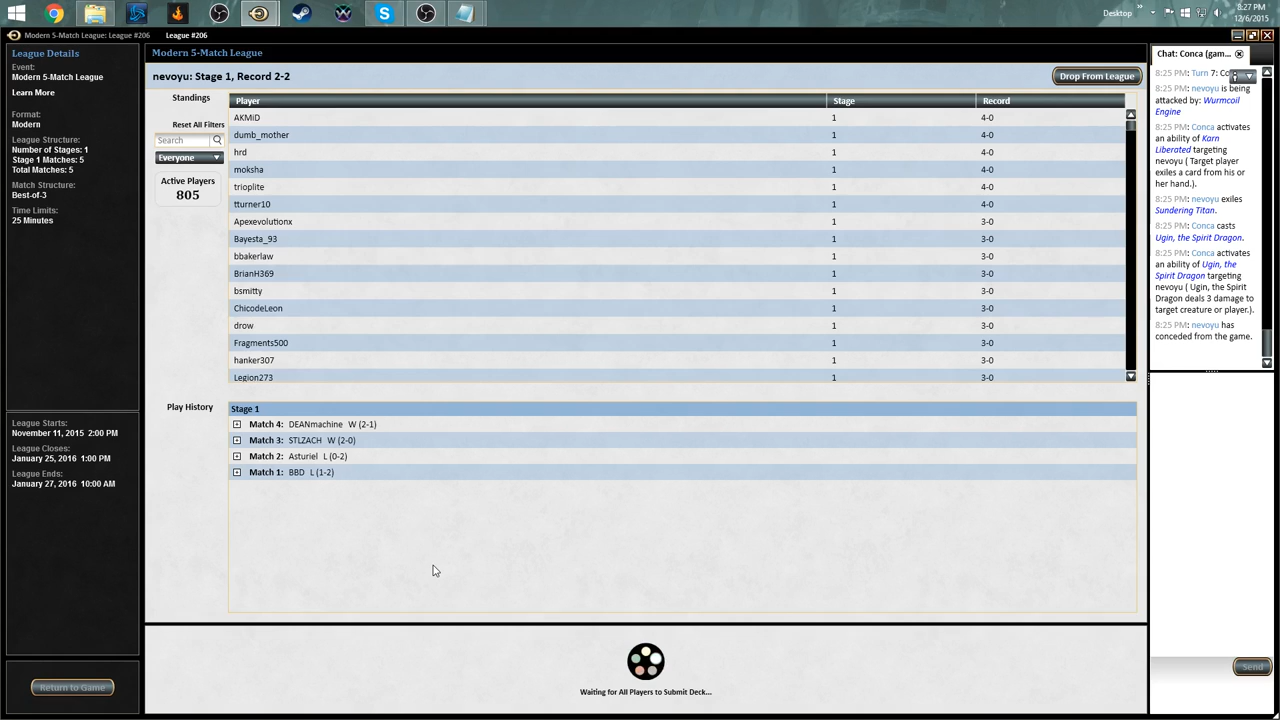 Desktop
8:27 PM
12/6/2015
Modern 5-Match League: League #206
League #206
League Details
Event:
Modern 5-Match League
Learn More
Format:
Modern
League Structure:
Number of Stages: 1
Stage 1 Matches: 5
Total Matches: 5
Match Structure:
Best-of-3
Time Limits:
25 Minutes
League Starts:
November 11, 2015 2:00 PM
League Closes:
January 25, 2016 1:00 PM
League Ends:
January 27, 2016 10:00 AM
Return to Game
Modern 5-Match League
nevoyu: Stage 1, Record 2-2
Drop From League
Standings
Reset All Filters
Search
Everyone
Active Players
805
Player Stage Record
AKMiD 1 4-0
dumb_mother 1 4-0
hrd 1 4-0
moksha 1 4-0
trioplite 1 4-0
tturner10 1 4-0
Apexevolutionx 1 3-0
Bayesta_93 1 3-0
bbakerlaw 1 3-0
BrianH369 1 3-0
bsmitty 1 3-0
ChicodeLeon 1 3-0
drow 1 3-0
Fragments500 1 3-0
hanker307 1 3-0
Legion273 1 3-0
Play History
Stage 1
Match 4: DEANmachine W (2-1)
Match 3: STLZACH W (2-0)
Match 2: Asturiel L (0-2)
Match 1: BBD L (1-2)
Waiting for All Players to Submit Deck...
Chat: Conca (gam...
8:25 PM: Turn 7:
8:25 PM: nevoyu is being
attacked by: Wurmcoil
Engine
8:25 PM: Conca activates
an ability of Karn
Liberated targeting
nevoyu ( Target player
exiles a card from his or
her hand.).
8:25 PM: nevoyu exiles
Sundering Titan.
8:25 PM: Conca casts
Ugin, the Spirit Dragon.
8:25 PM: Conca activates
an ability of Ugin, the
Spirit Dragon targeting
nevoyu ( Ugin, the Spirit
Dragon deals 3 damage to
target creature or player.).
8:25 PM: nevoyu has
conceded from the game.
Send